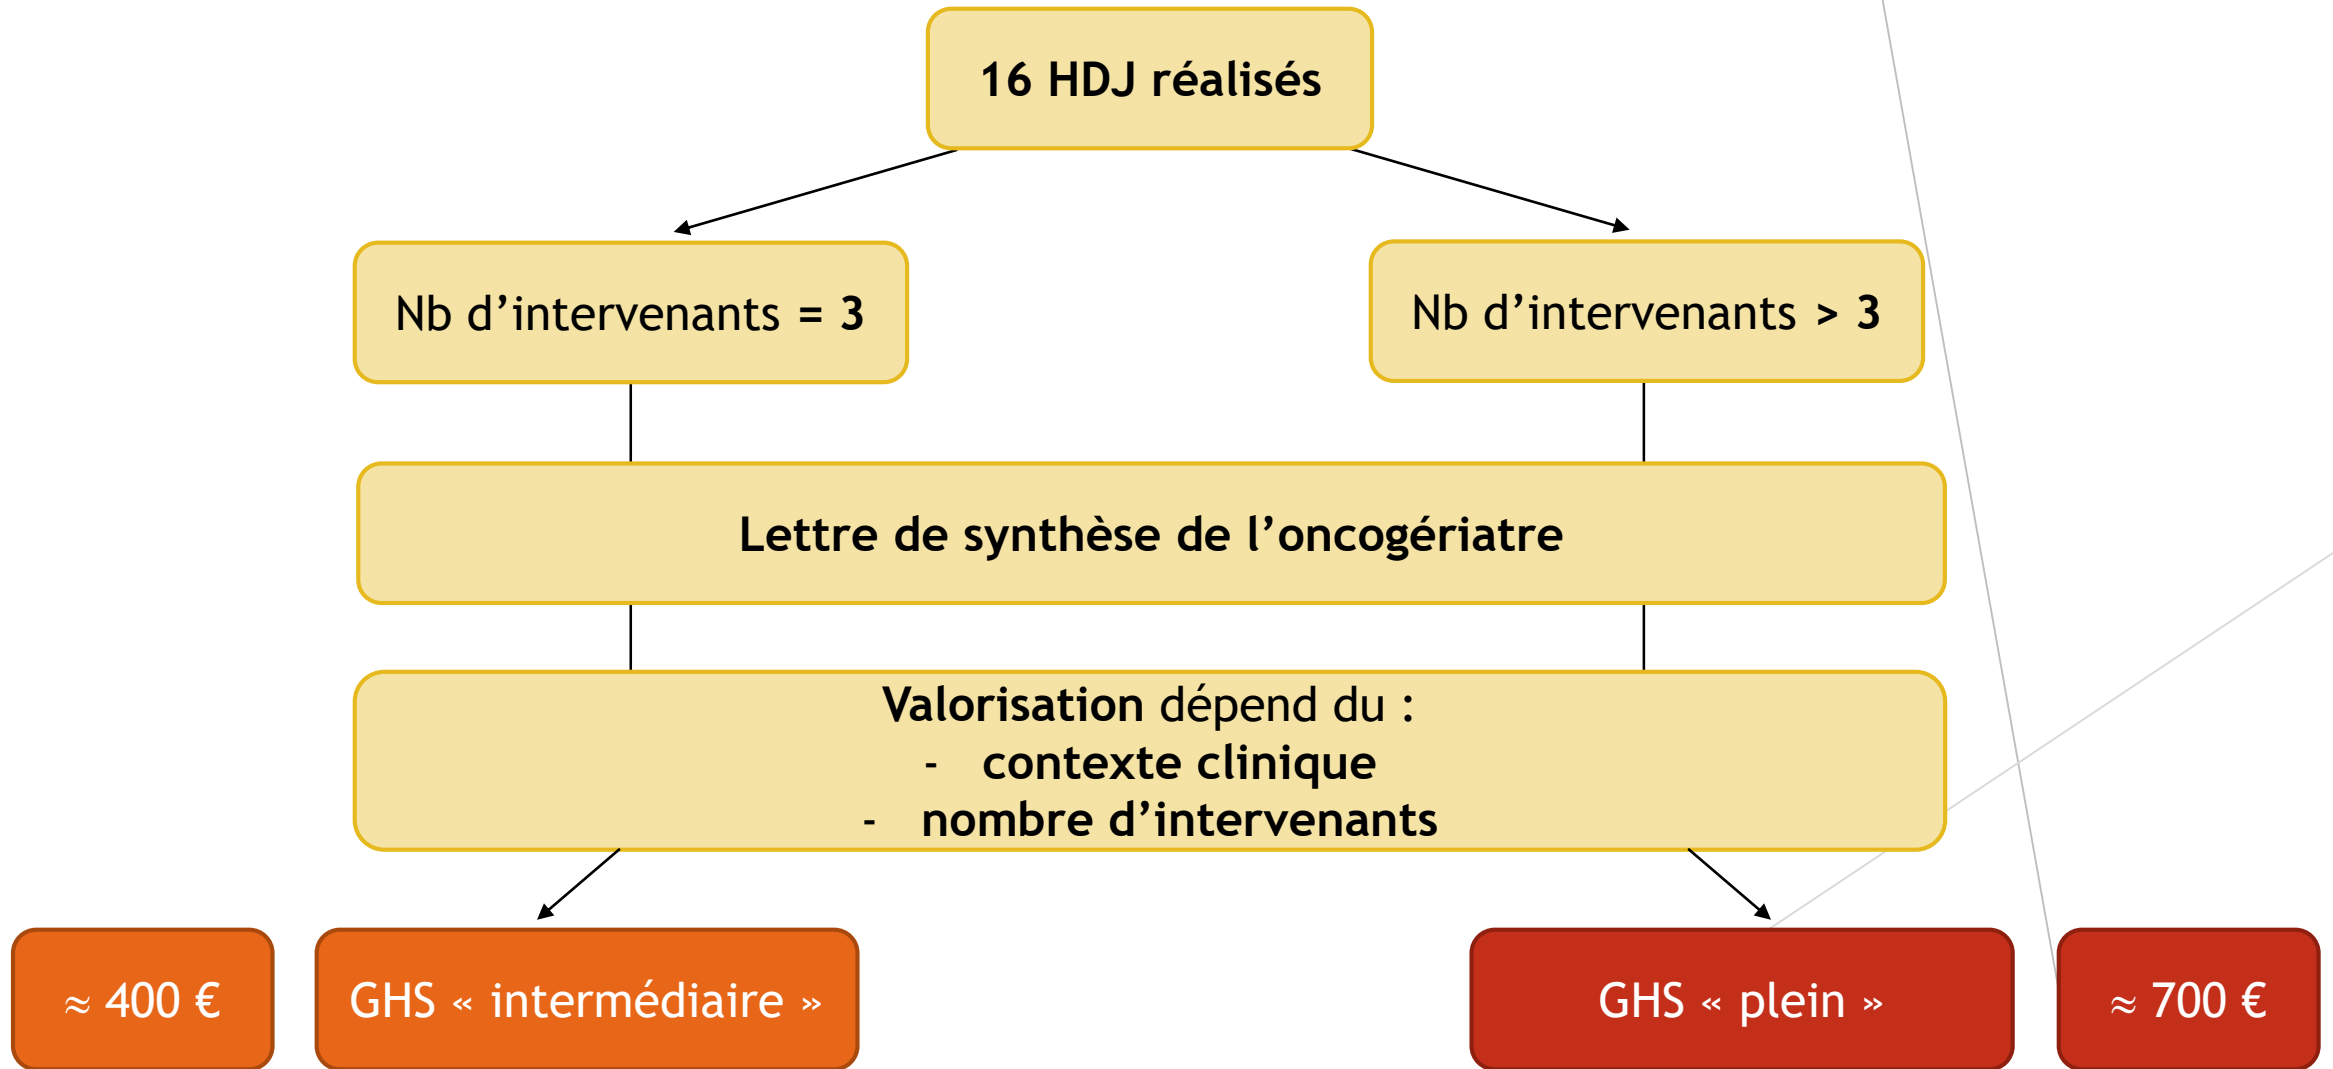 16 HDJ réalisés
Nb d’intervenants = 3
Nb d’intervenants > 3
Lettre de synthèse de l’oncogériatre
Valorisation dépend du :
- contexte clinique
- nombre d’intervenants
≈ 400 €
GHS « intermédiaire »
GHS « plein »
≈ 700 €